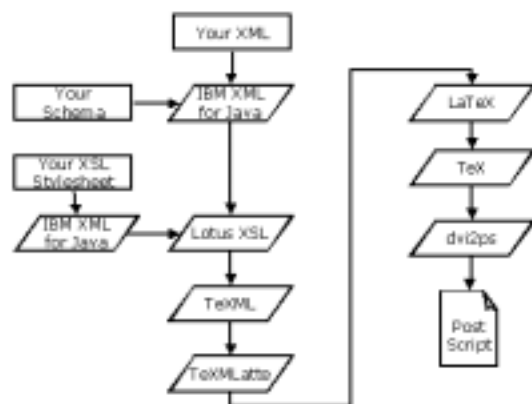 Your XML
Your
Schema
IBM XML
for Java
Your XSL
Stylesheet
IBM XML
for Java
Lotus XSL
TeXML
TeXMLatte
LaTeX
TeX
dvi2ps
Post
Script